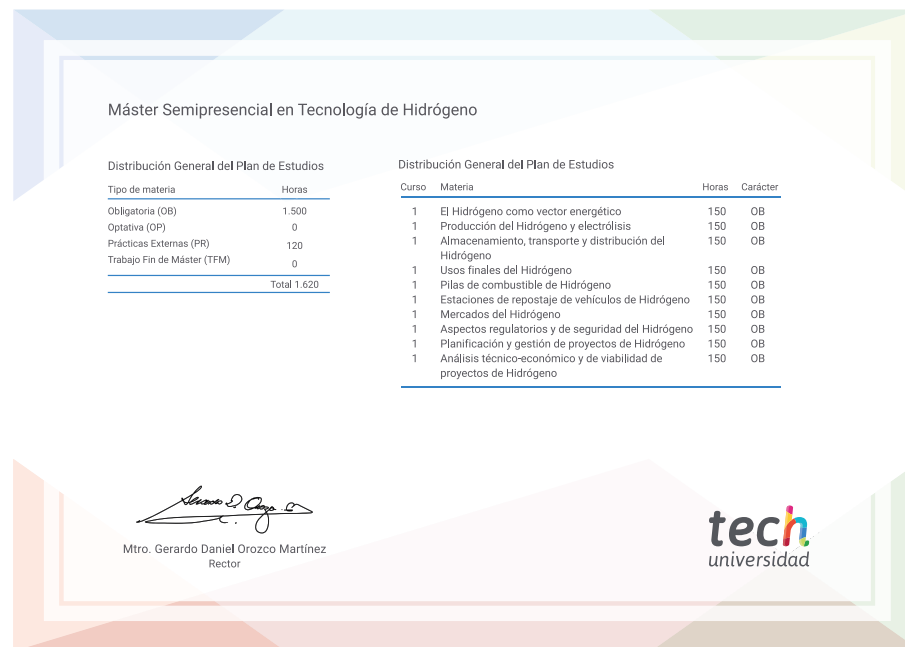 Máster Semipresencial en Tecnología de Hidrógeno
Distribución General del Plan de Estudios
Tipo de materia Horas
Obligatoria (OB) 1.500
Optativa (OP) 0
Prácticas Externas (PR) 120
Trabajo Fin de Máster (TFM) 0
Total 1.620
Distribución General del Plan de Estudios
Curso Materia Horas Carácter
1 El Hidrógeno como vector energético 150 OB
1 Producción del Hidrógeno y electrólisis 150 OB
1 Almacenamiento, transporte y distribución del 150 OB
Hidrógeno
1 Usos finales del Hidrógeno 150 OB
1 Pilas de combustible de Hidrógeno 150 OB
1 Estaciones de repostaje de vehículos de Hidrógeno 150 OB
1 Mercados del Hidrógeno 150 OB
1 Aspectos regulatorios y de seguridad del Hidrógeno 150 OB
1 Planificación y gestión de proyectos de Hidrógeno 150 OB
1 Análisis técnico-económico y de viabilidad de 150 OB
proyectos de Hidrógeno
Mtro. Gerardo Daniel Orozco Martínez
Rector
tech
universidad